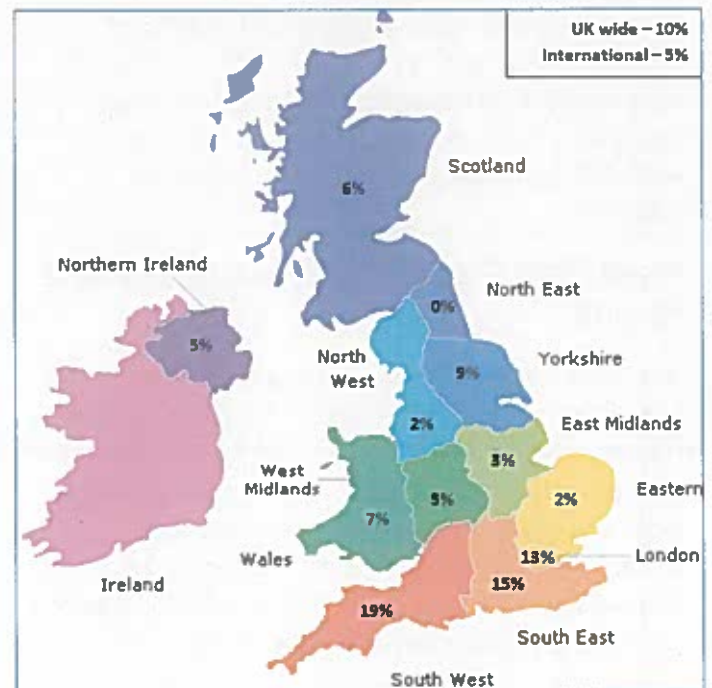 UK wide – 10%
International – 5%
Scotland
6%
Northern Ireland
North East
0%
5%
North
West
Yorkshire
9%
2%
East Midlands
3%
West
Midlands
5%
2%
Eastern
7%
Wales
13%
London
15%
Ireland
19%
South East
South West